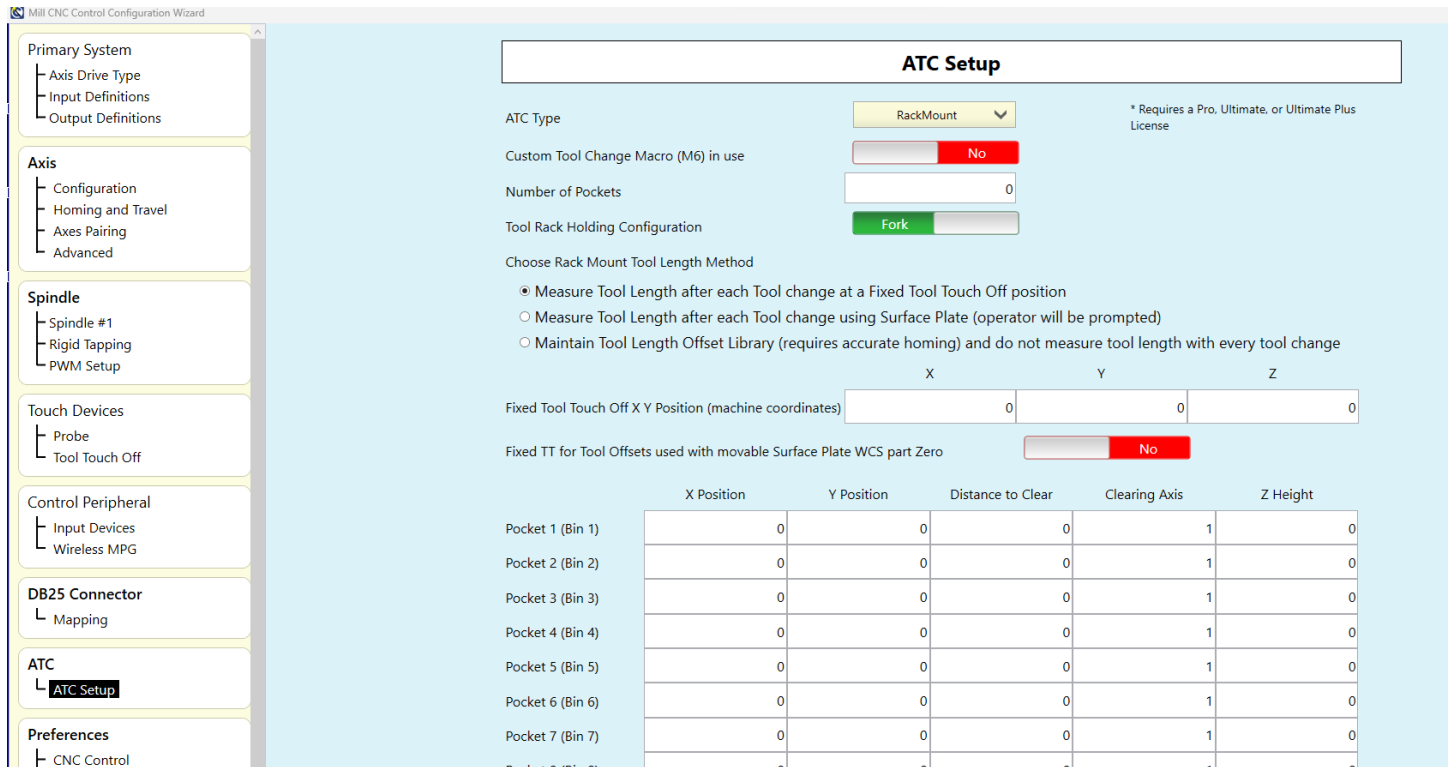 Mill CNC Control Configuration Wizard
Primary System
Axis Drive Type
Input Definitions
Output Definitions
Axis
Configuration
Homing and Travel
Axes Pairing
Advanced
Spindle
Spindle #1
Rigid Tapping
PWM Setup
Touch Devices
Probe
Tool Touch Off
Control Peripheral
Input Devices
Wireless MPG
DB25 Connector
Mapping
ATC
ATC Setup
Preferences
CNC Control
ATC Setup
ATC Type RackMount * Requires a Pro, Ultimate, or Ultimate Plus
License
Custom Tool Change Macro (M6) in use No
Number of Pockets 0
Tool Rack Holding Configuration Fork
Choose Rack Mount Tool Length Method
Measure Tool Length after each Tool change at a Fixed Tool Touch Off position
Measure Tool Length after each Tool change using Surface Plate (operator will be prompted)
Maintain Tool Length Offset Library (requires accurate homing) and do not measure tool length with every tool change
X Y Z
Fixed Tool Touch Off X Y Position (machine coordinates) 0 0 0
Fixed TT for Tool Offsets used with movable Surface Plate WCS part Zero No
X Position Y Position Distance to Clear Clearing Axis Z Height
Pocket 1 (Bin 1) 0 0 0 1 0
Pocket 2 (Bin 2) 0 0 0 1 0
Pocket 3 (Bin 3) 0 0 0 1 0
Pocket 4 (Bin 4) 0 0 0 1 0
Pocket 5 (Bin 5) 0 0 0 1 0
Pocket 6 (Bin 6) 0 0 0 1 0
Pocket 7 (Bin 7) 0 0 0 1 0